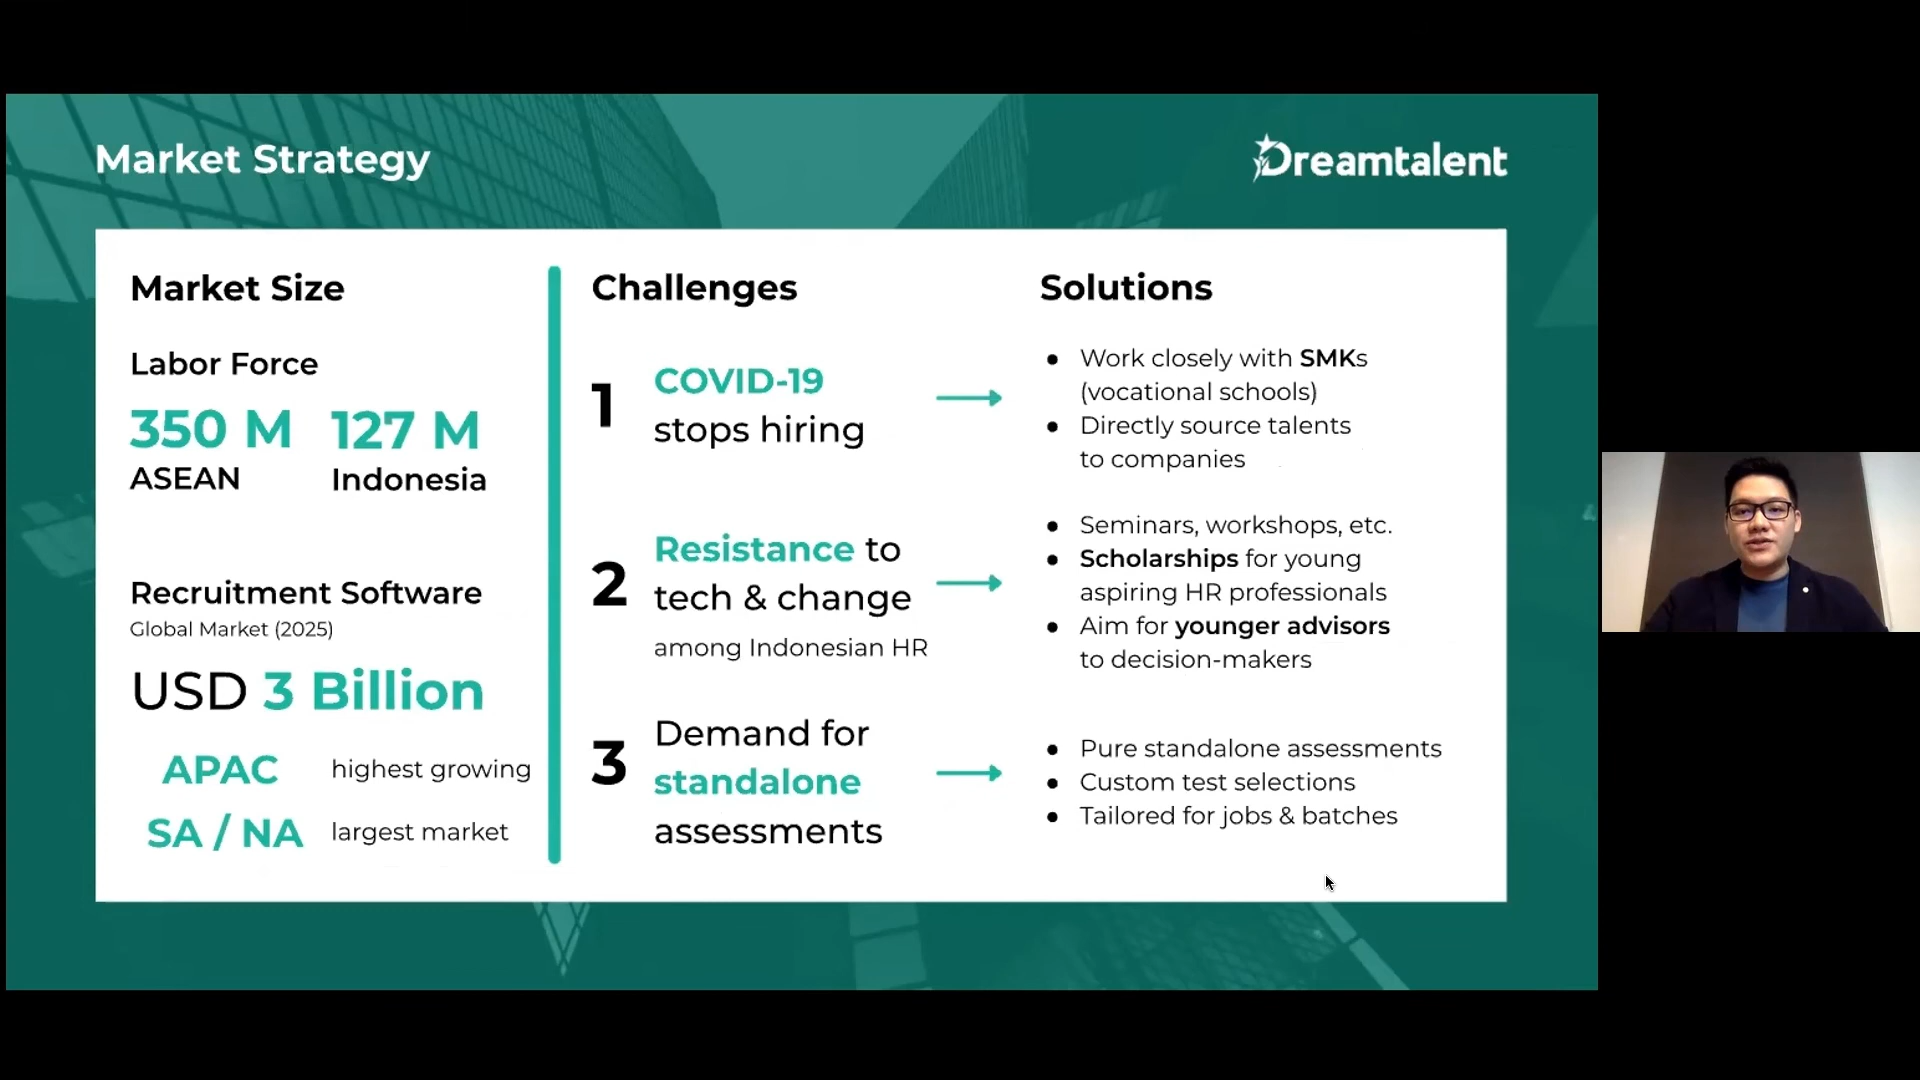 Market Strategy
Dreamtalent
Market Size
Labor Force
350 M
ASEAN
127 M
Indonesia
Recruitment Software
Global Market (2025)
USD 3 Billion
APAC highest growing
SA / NA largest market
Challenges
1
COVID-19
stops hiring
2
Resistance to
tech & change
among Indonesian HR
3
Demand for
standalone
assessments
Solutions
● Work closely with SMKs
(vocational schools)
● Directly source talents
to companies
● Seminars, workshops, etc.
● Scholarships for young
aspiring HR professionals
● Aim for younger advisors
to decision-makers
● Pure standalone assessments
● Custom test selections
● Tailored for jobs & batches